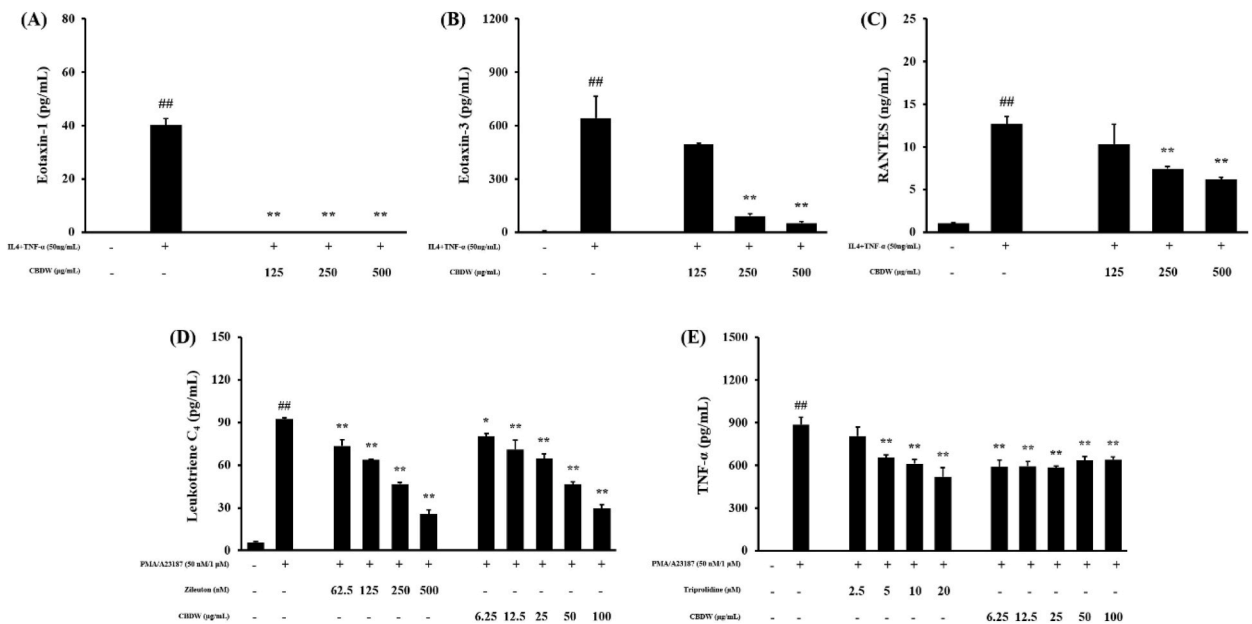 (A)
80
60
40
20
0
Eotaxin-1 (pg/mL)
##
** ** **
IL4+TNF-α (50ng/mL) - + + + +
CBDW (μg/mL) - - 125 250 500
(B)
1200
900
600
300
0
Eotaxin-3 (pg/mL)
##
** **
IL4+TNF-α (50ng/mL) - + + + +
CBDW (μg/mL) - - 125 250 500
(C)
20
15
10
5
0
RANTES (ng/mL)
##
** **
IL4+TNF-α (50ng/mL) - + + + +
CBDW (μg/mL) - - 125 250 500
(D)
150
120
90
60
30
0
Leukotriene C4 (pg/mL)
##
** ** ** ** * ** ** ** **
PMA/A23187 (50 nM/1 μM) - + + + + + + + + + +
Zileuton (nM) - - 62.5 125 250 500 - - - - -
CBDW (μg/mL) - - - - - - 6.25 12.5 25 50 100
(E)
1500
1200
900
600
300
0
TNF-α (pg/mL)
##
** ** ** ** ** ** ** **
PMA/A23187 (50 nM/1 μM) - + + + + + + + + + +
Triprolidine (μM) - - 2.5 5 10 20 - - - - -
CBDW (μg/mL) - - - - - - 6.25 12.5 25 50 100